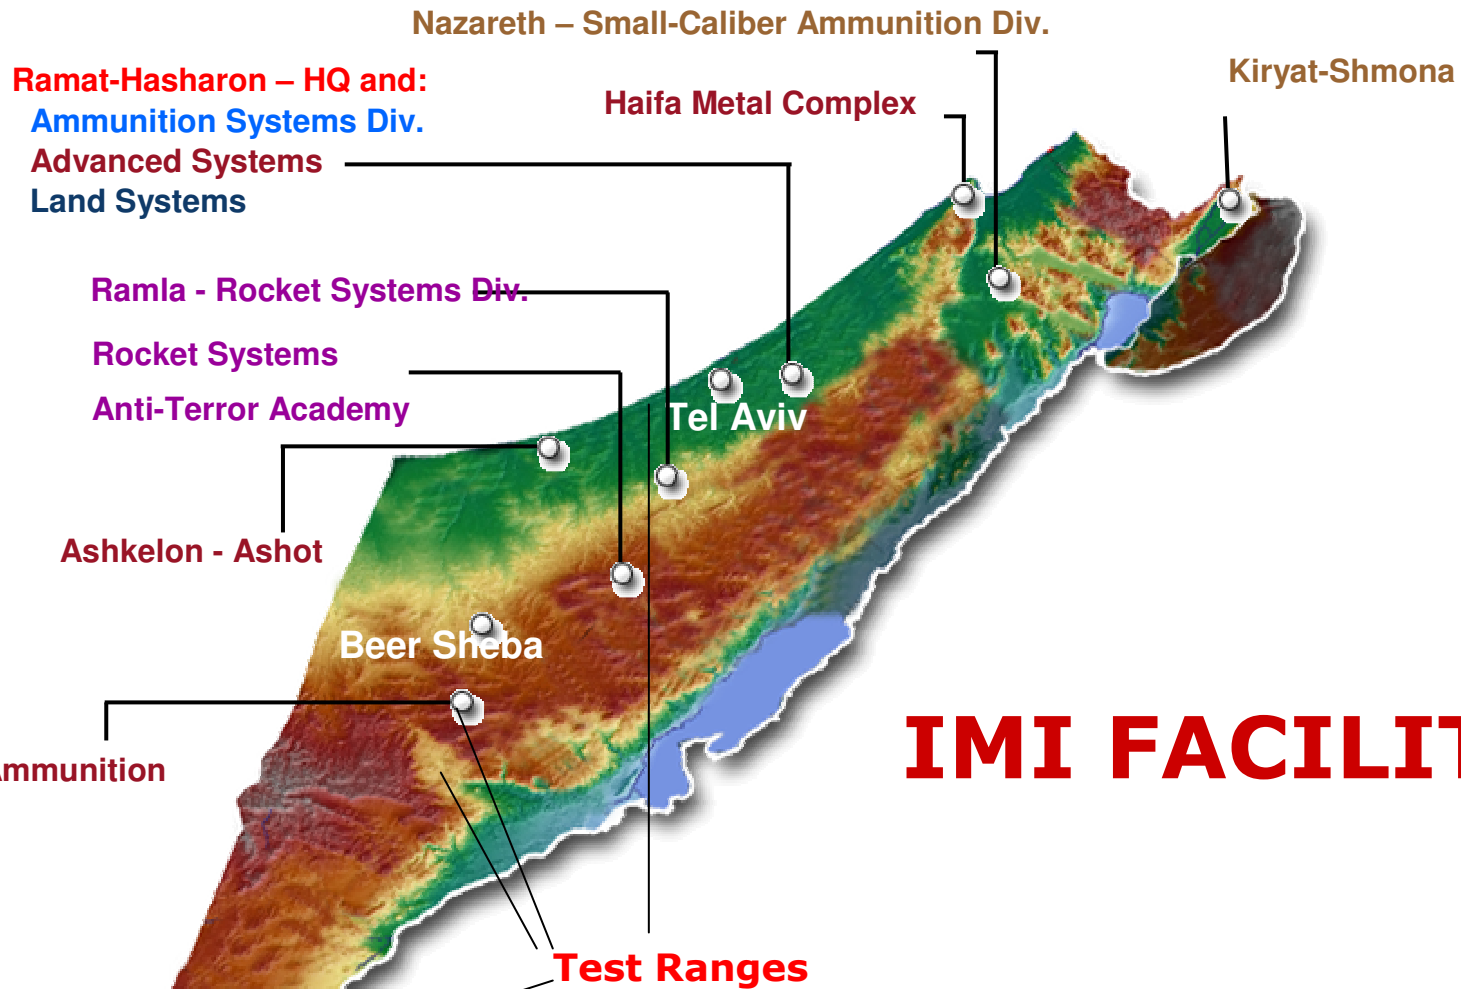 Nazareth – Small-Caliber Ammunition Div.
Ramat-Hasharon – HQ and:
Ammunition Systems Div.
Advanced Systems
Land Systems
Haifa Metal Complex
Kiryat-Shmona
Ramla - Rocket Systems Div.
Rocket Systems
Anti-Terror Academy
Tel Aviv
Ashkelon - Ashot
Beer Sheba
Ammunition
IMI FACILIT
Test Ranges